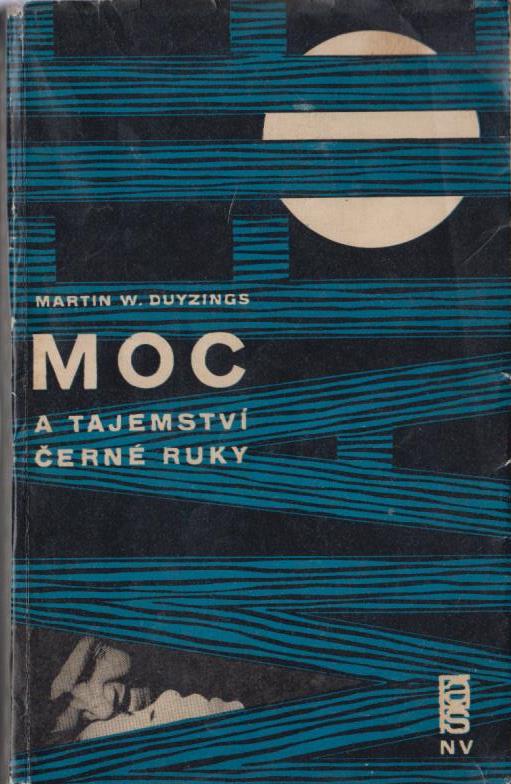 MARTIN W. DUYZINGS
MOC
A TAJEMSTVÍ
ČERNÉ RUKY
NV